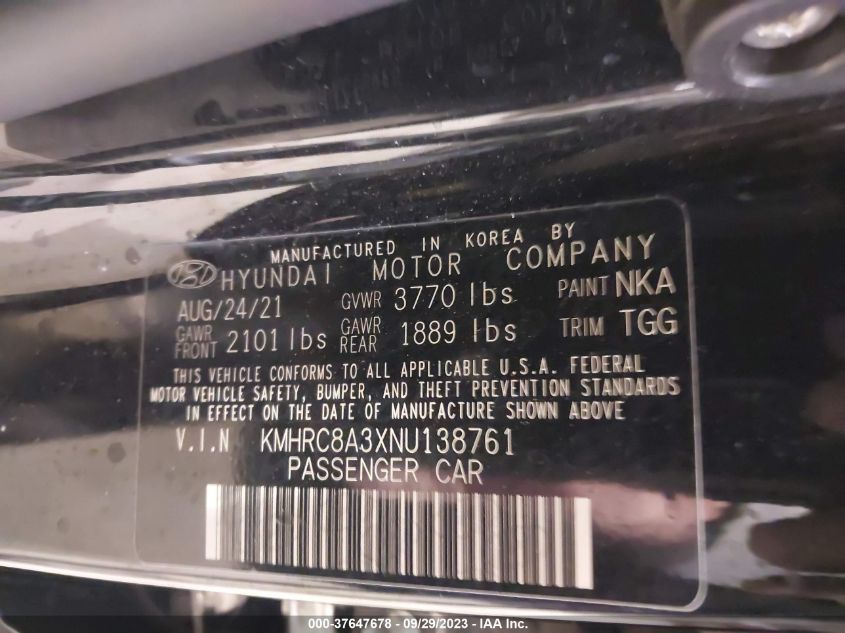 MANUFACTURED IN KOREA BY
HYUNDAI MOTOR COMPANY
AUG/24/21 GVWR 3770 lbs PAINT NKA
GAWR FRONT 2101 lbs GAWR REAR 1889 lbs TRIM TGG
THIS VEHICLE CONFORMS TO ALL APPLICABLE U.S.A. FEDERAL
MOTOR VEHICLE SAFETY, BUMPER, AND THEFT PREVENTION STANDARDS
IN EFFECT ON THE DATE OF MANUFACTURE SHOWN ABOVE
V.I.N KMHRC8A3XNU138761
PASSENGER CAR
000-37647678 - 09/29/2023 - IAA Inc.